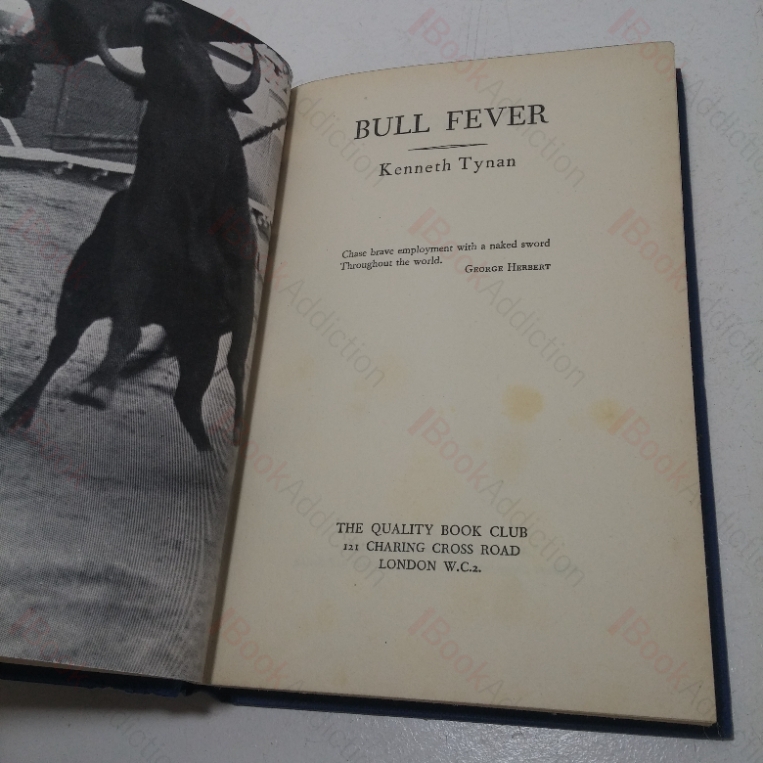 BULL FEVER
Kenneth Tynan
Chase brave employment with a naked sword
Throughout the world.
GEORGE HERBERT
THE QUALITY BOOK CLUB
121 CHARING CROSS ROAD
LONDON W.C.2.
BookAddiction